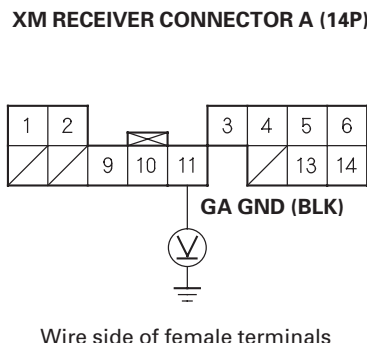 XM RECEIVER CONNECTOR A (14P)
1 2 3 4 5 6
9 10 11 13 14
GA GND (BLK)
V
Wire side of female terminals